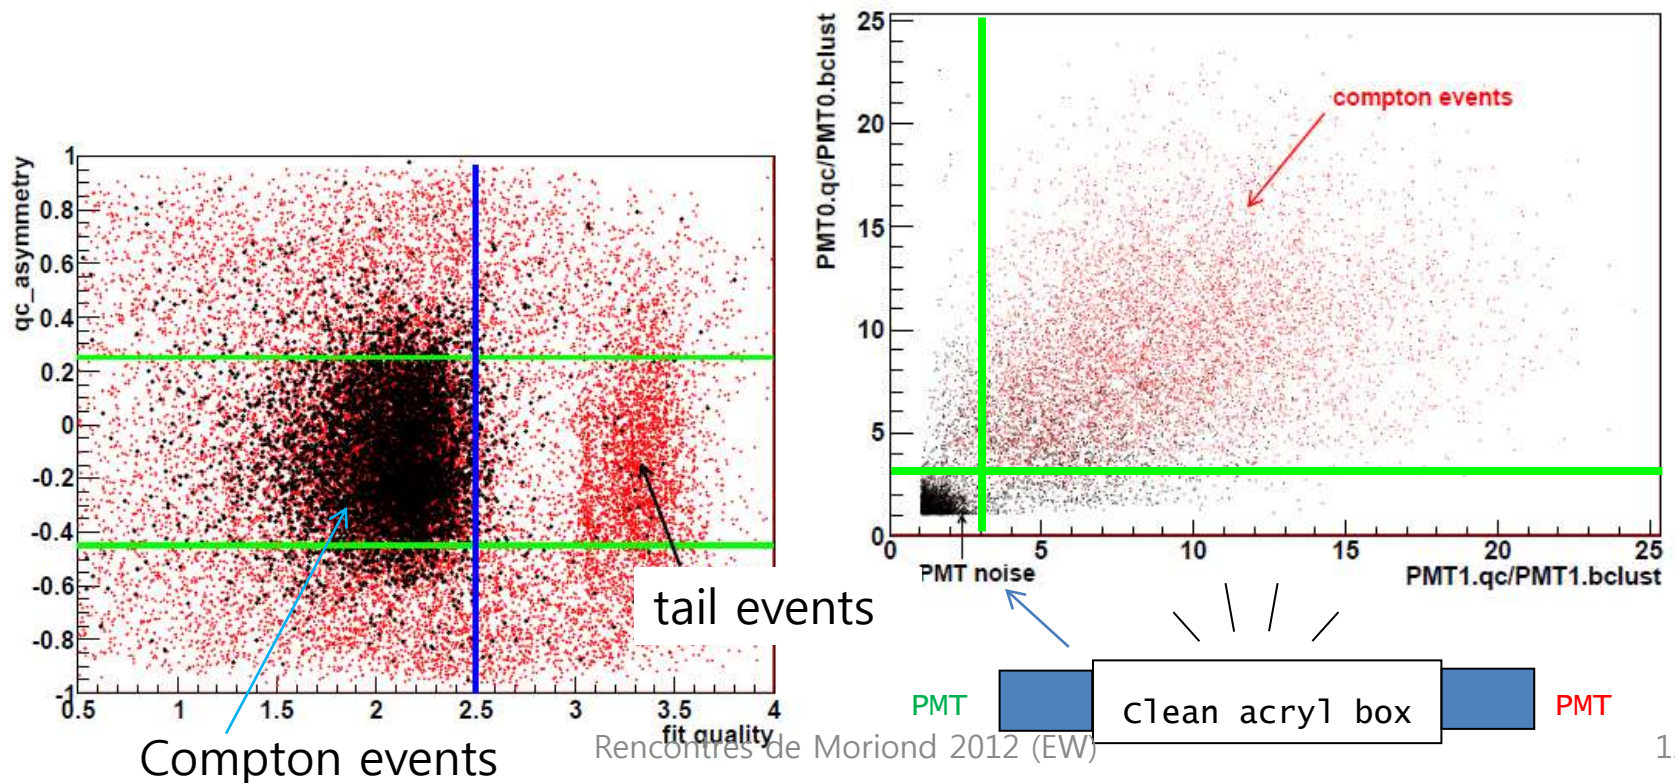 qc_asymmetry
1
0.8
0.6
0.4
0.2
0
-0.2
-0.4
-0.6
-0.8
-1
0.5 1 1.5 2 2.5 3 3.5 4
fit quality
tail events
Compton events
PMT0.qc/PMT0.bclust
25
20
15
10
5
0
compton events
0 5 10 15 20 25
PMT noise
PMT1.qc/PMT1.bclust
PMT
Clean acryl box
PMT
Rencontres de Moriond 2012 (EW)